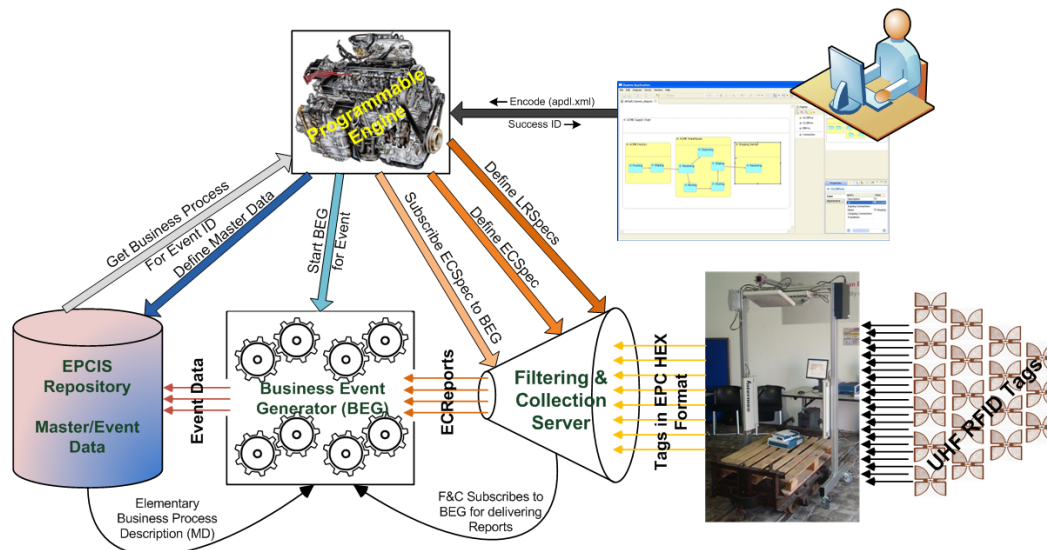 Programmable
Engine
← Encode (apdl.xml)
Success ID →
Get Business Process
For Event ID
Define Master Data
Start BEG
for Event
Subscribe ECSpec to BEG
Define ECSpec
Define LRSpecs
EPCIS
Repository
Master/Event
Data
Event Data
Business Event
Generator (BEG)
ECReports
Filtering &
Collection
Server
Tags in EPC HEX
Format
UHF RFID Tags
Elementary
Business Process
Description (MD)
F&C Subscribes to
BEG for delivering
Reports